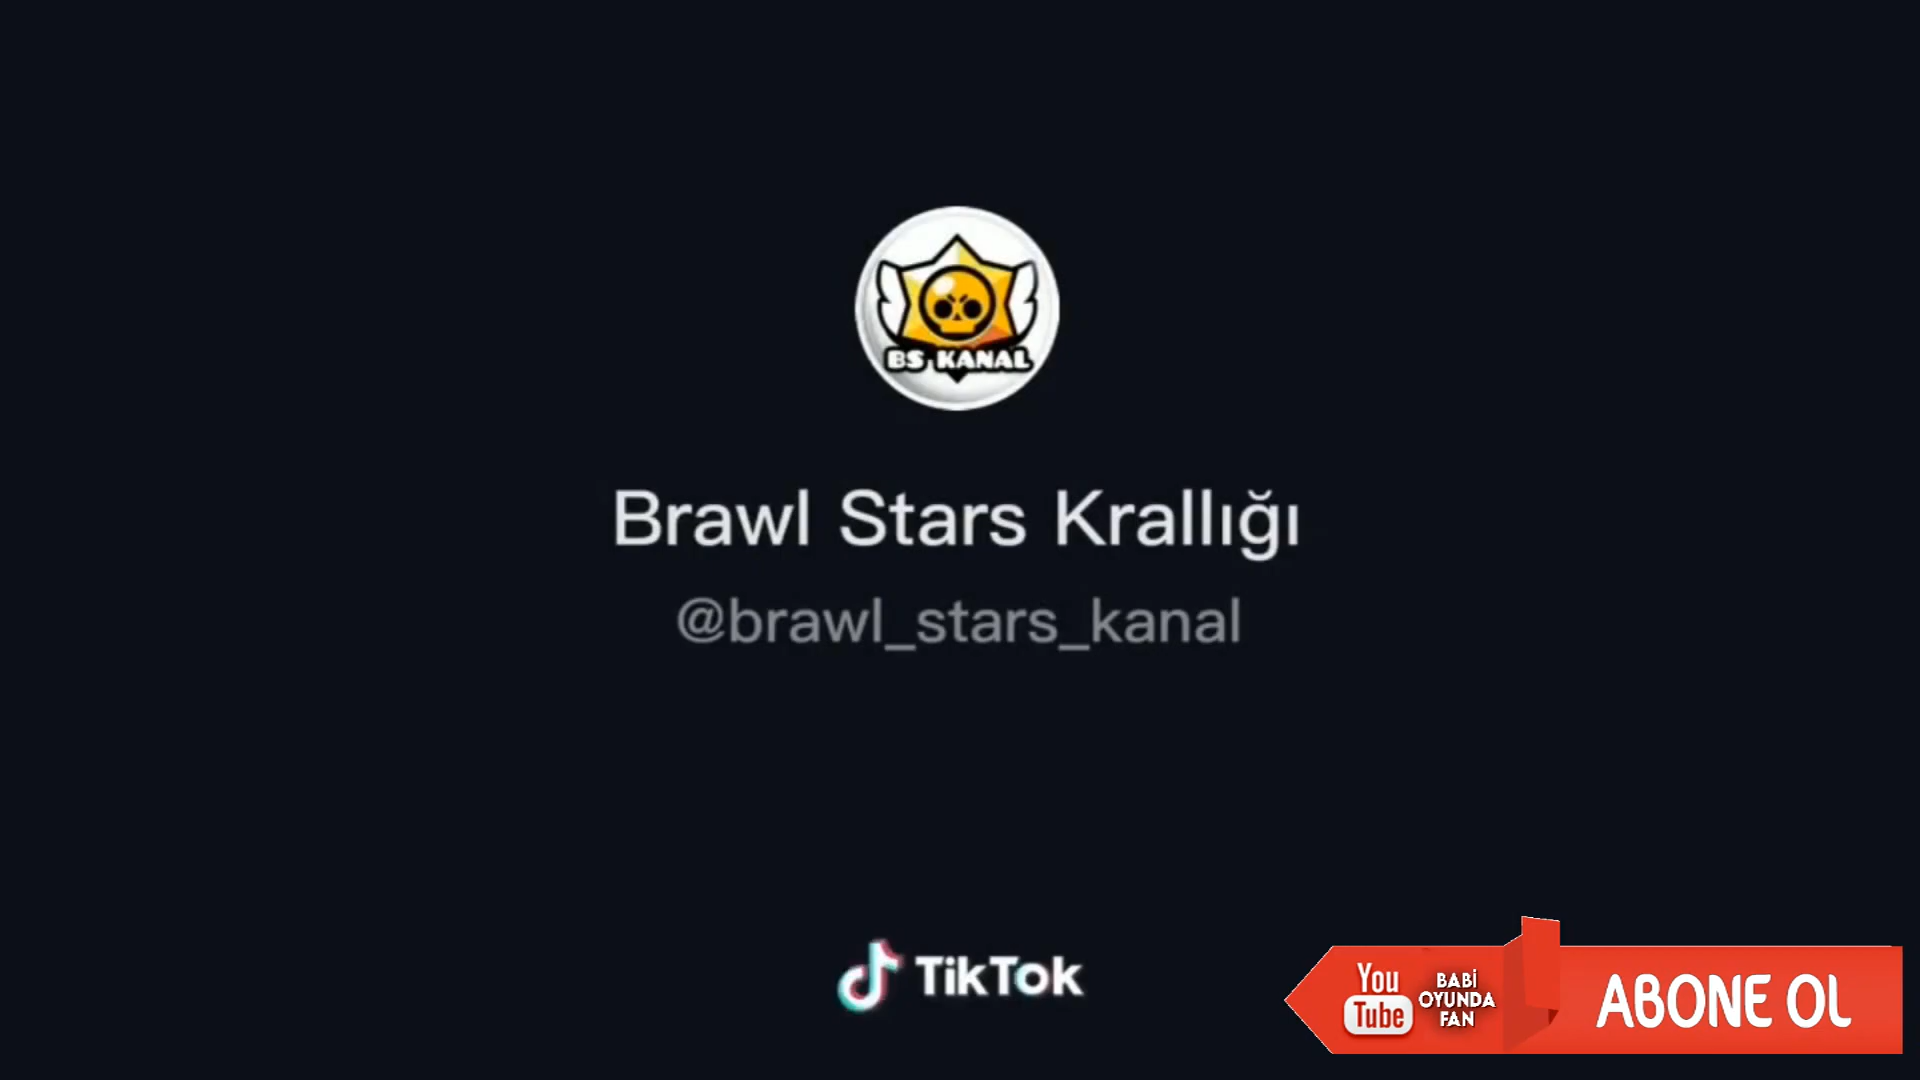 BS KANAL
Brawl Stars Krallığı
@brawl_stars_kanal
TikTok
You
Tube
BABİ
OYUNDA
FAN
ABONE OL